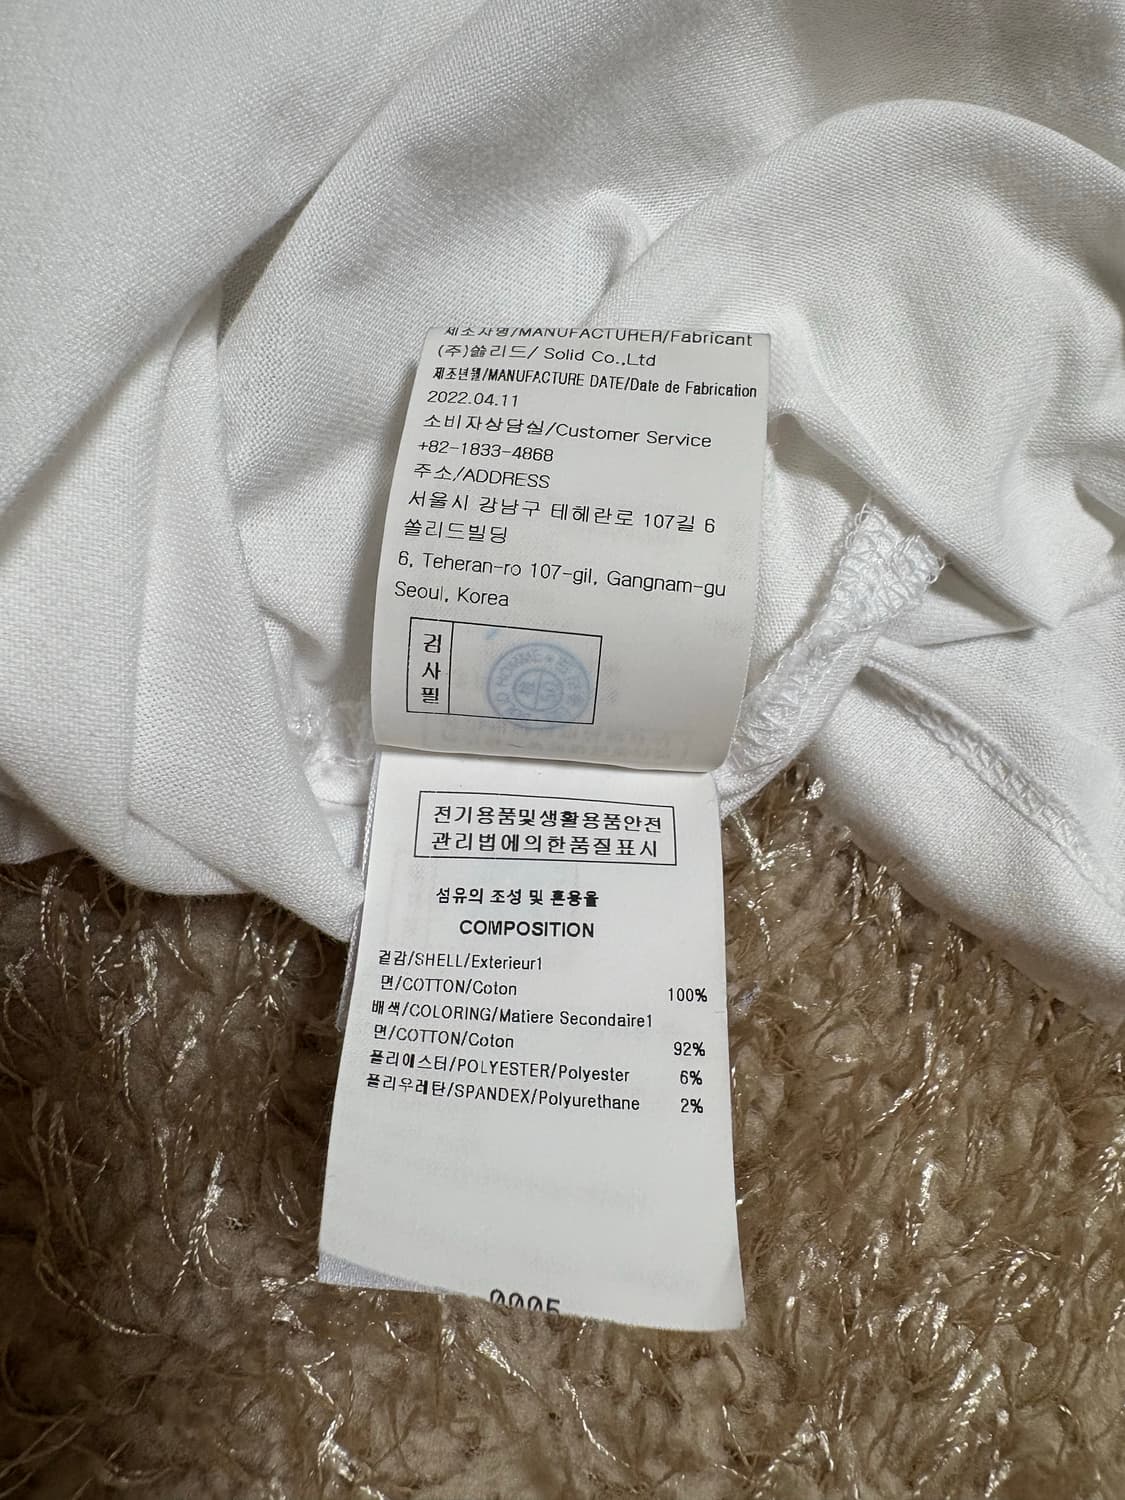 제조자명/MANUFACTURER/Fabricant
(주)쏠리드/ Solid Co.,Ltd
제조년월/MANUFACTURE DATE/Date de Fabrication
2022.04.11
소비자상담실/Customer Service
+82-1833-4868
주소/ADDRESS
서울시 강남구 테헤란로 107길 6
쏠리드빌딩
6, Teheran-ro 107-gil, Gangnam-gu
Seoul, Korea
검
사
필
HOMME
전기용품및생활용품안전
관리법에의한품질표시
섬유의 조성 및 혼용율
COMPOSITION
겉감/SHELL/Exterieur1
면/COTTON/Coton 100%
배색/COLORING/Matiere Secondaire1
면/COTTON/Coton 92%
폴리에스터/POLYESTER/Polyester 6%
폴리우레탄/SPANDEX/Polyurethane 2%
0005